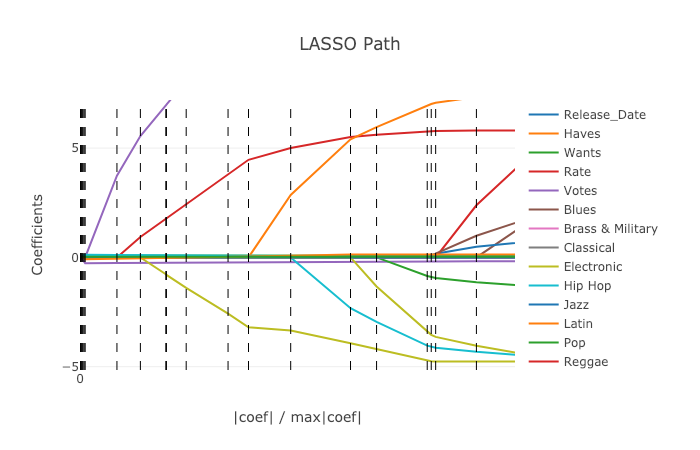 LASSO Path
Coefficients
5
0
−5
0
|coef| / max|coef|
Release_Date
Haves
Wants
Rate
Votes
Blues
Brass & Military
Classical
Electronic
Hip Hop
Jazz
Latin
Pop
Reggae